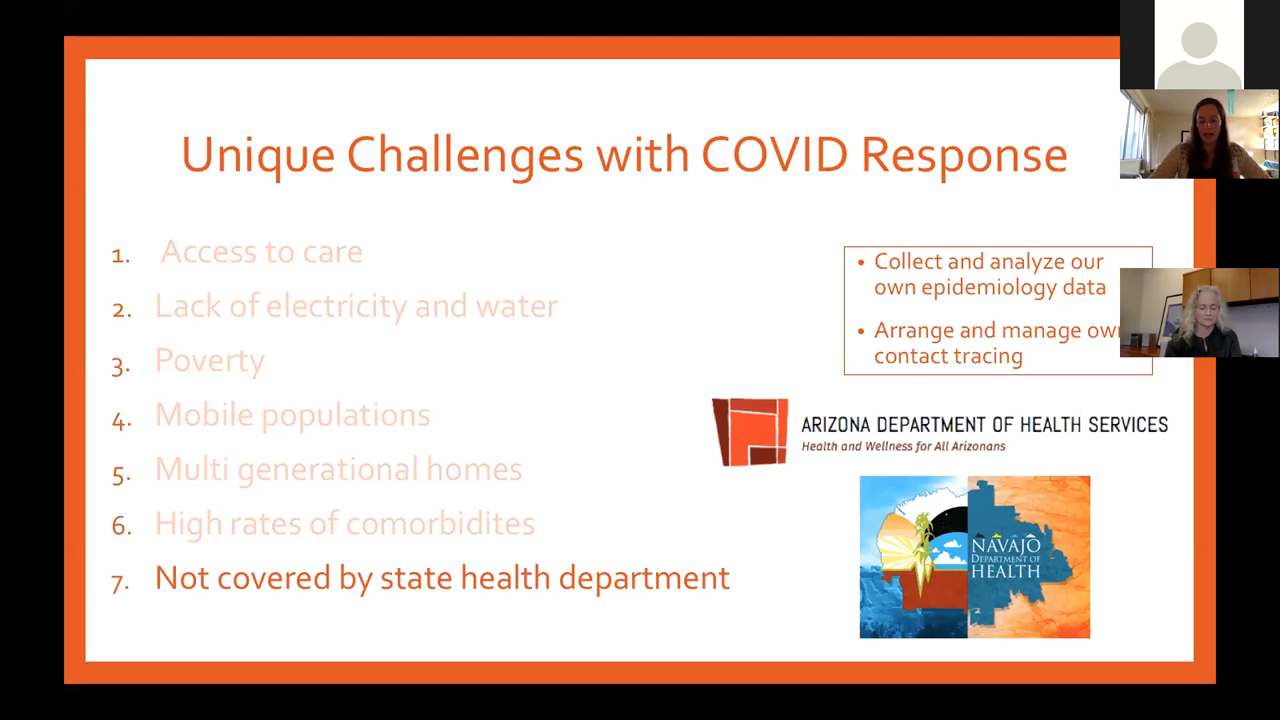 Unique Challenges with COVID Response
1. Access to care
2. Lack of electricity and water
3. Poverty
4. Mobile populations
5. Multi generational homes
6. High rates of comorbidites
7. Not covered by state health department
• Collect and analyze our
own epidemiology data
• Arrange and manage own
contact tracing
ARIZONA DEPARTMENT OF HEALTH SERVICES
Health and Wellness for All Arizonans
NAVAJO
DEPARTMENT OF
HEALTH